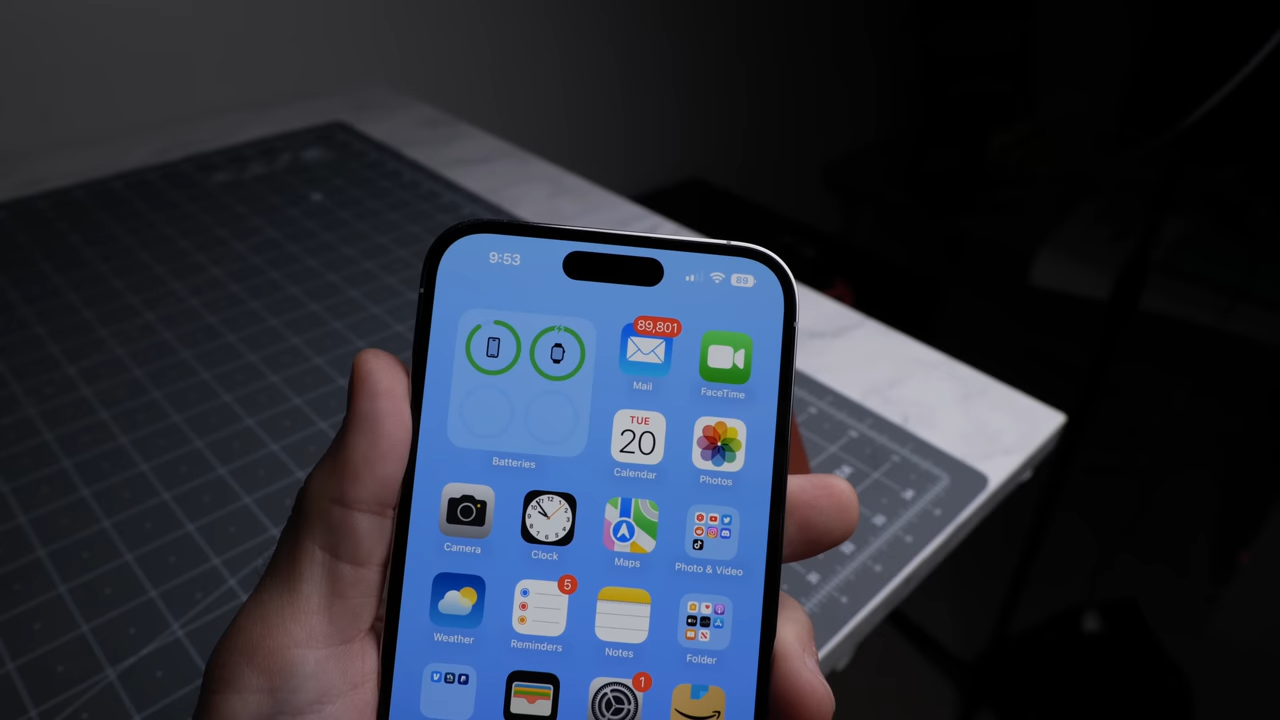 9:53
89
89,801
Mail
FaceTime
Batteries
TUE
20
Calendar
Photos
Camera
Clock
Maps
Photo & Video
Weather
5
Reminders
Notes
Folder
1